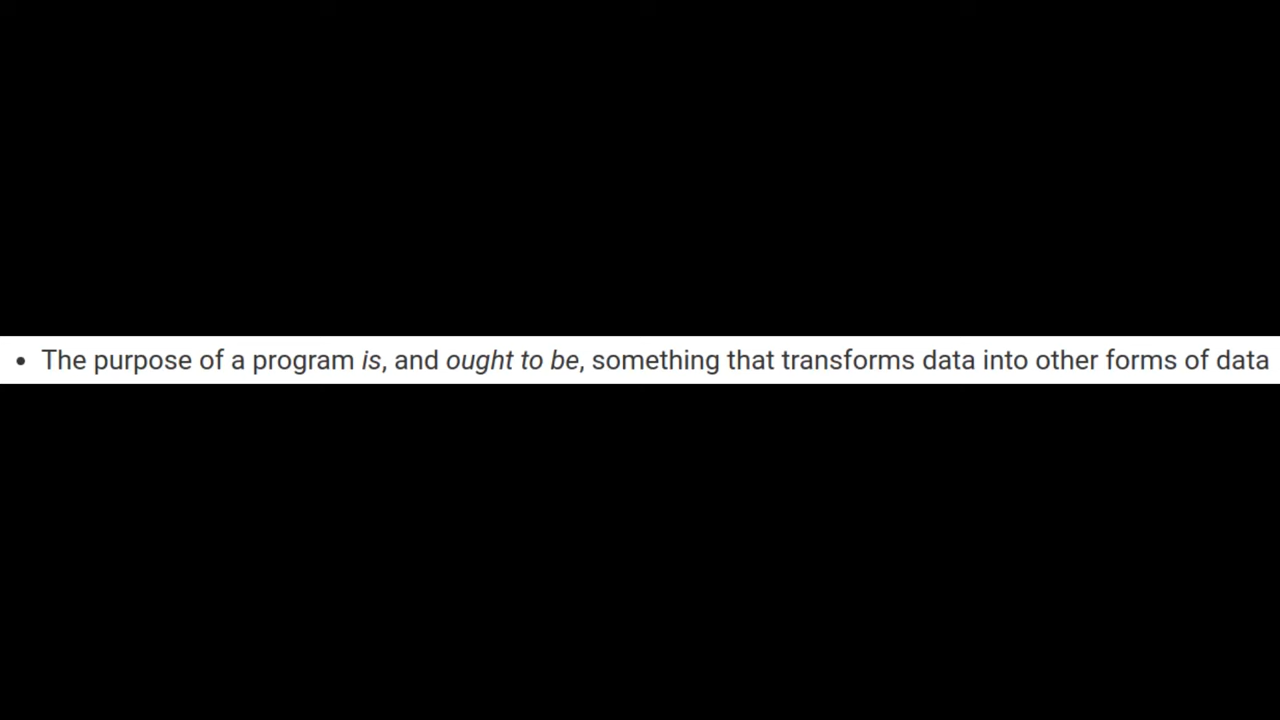 • The purpose of a program is, and ought to be, something that transforms data into other forms of data